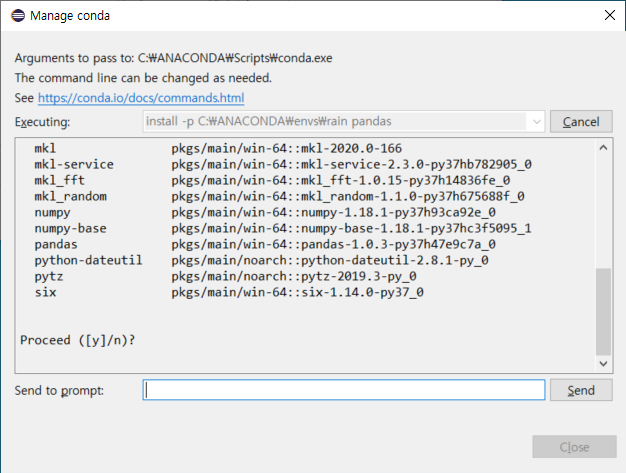 Manage conda
Arguments to pass to: C:₩ANACONDA₩Scripts₩conda.exe
The command line can be changed as needed.
See https://conda.io/docs/commands.html
Executing: install -p C:₩ANACONDA₩envs₩rain pandas Cancel
mkl pkgs/main/win-64::mkl-2020.0-166
mkl-service pkgs/main/win-64::mkl-service-2.3.0-py37hb782905_0
mkl_fft pkgs/main/win-64::mkl_fft-1.0.15-py37h14836fe_0
mkl_random pkgs/main/win-64::mkl_random-1.1.0-py37h675688f_0
numpy pkgs/main/win-64::numpy-1.18.1-py37h93ca92e_0
numpy-base pkgs/main/win-64::numpy-base-1.18.1-py37hc3f5095_1
pandas pkgs/main/win-64::pandas-1.0.3-py37h47e9c7a_0
python-dateutil pkgs/main/noarch::python-dateutil-2.8.1-py_0
pytz pkgs/main/noarch::pytz-2019.3-py_0
six pkgs/main/win-64::six-1.14.0-py37_0
Proceed ([y]/n)?
Send to prompt: Send
Close